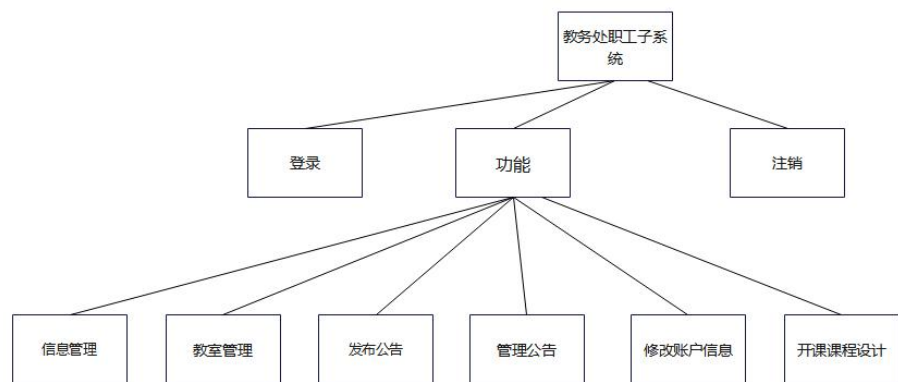 教务处职工子系
统
登录
功能
注销
信息管理
教室管理
发布公告
管理公告
修改账户信息
开课课程设计